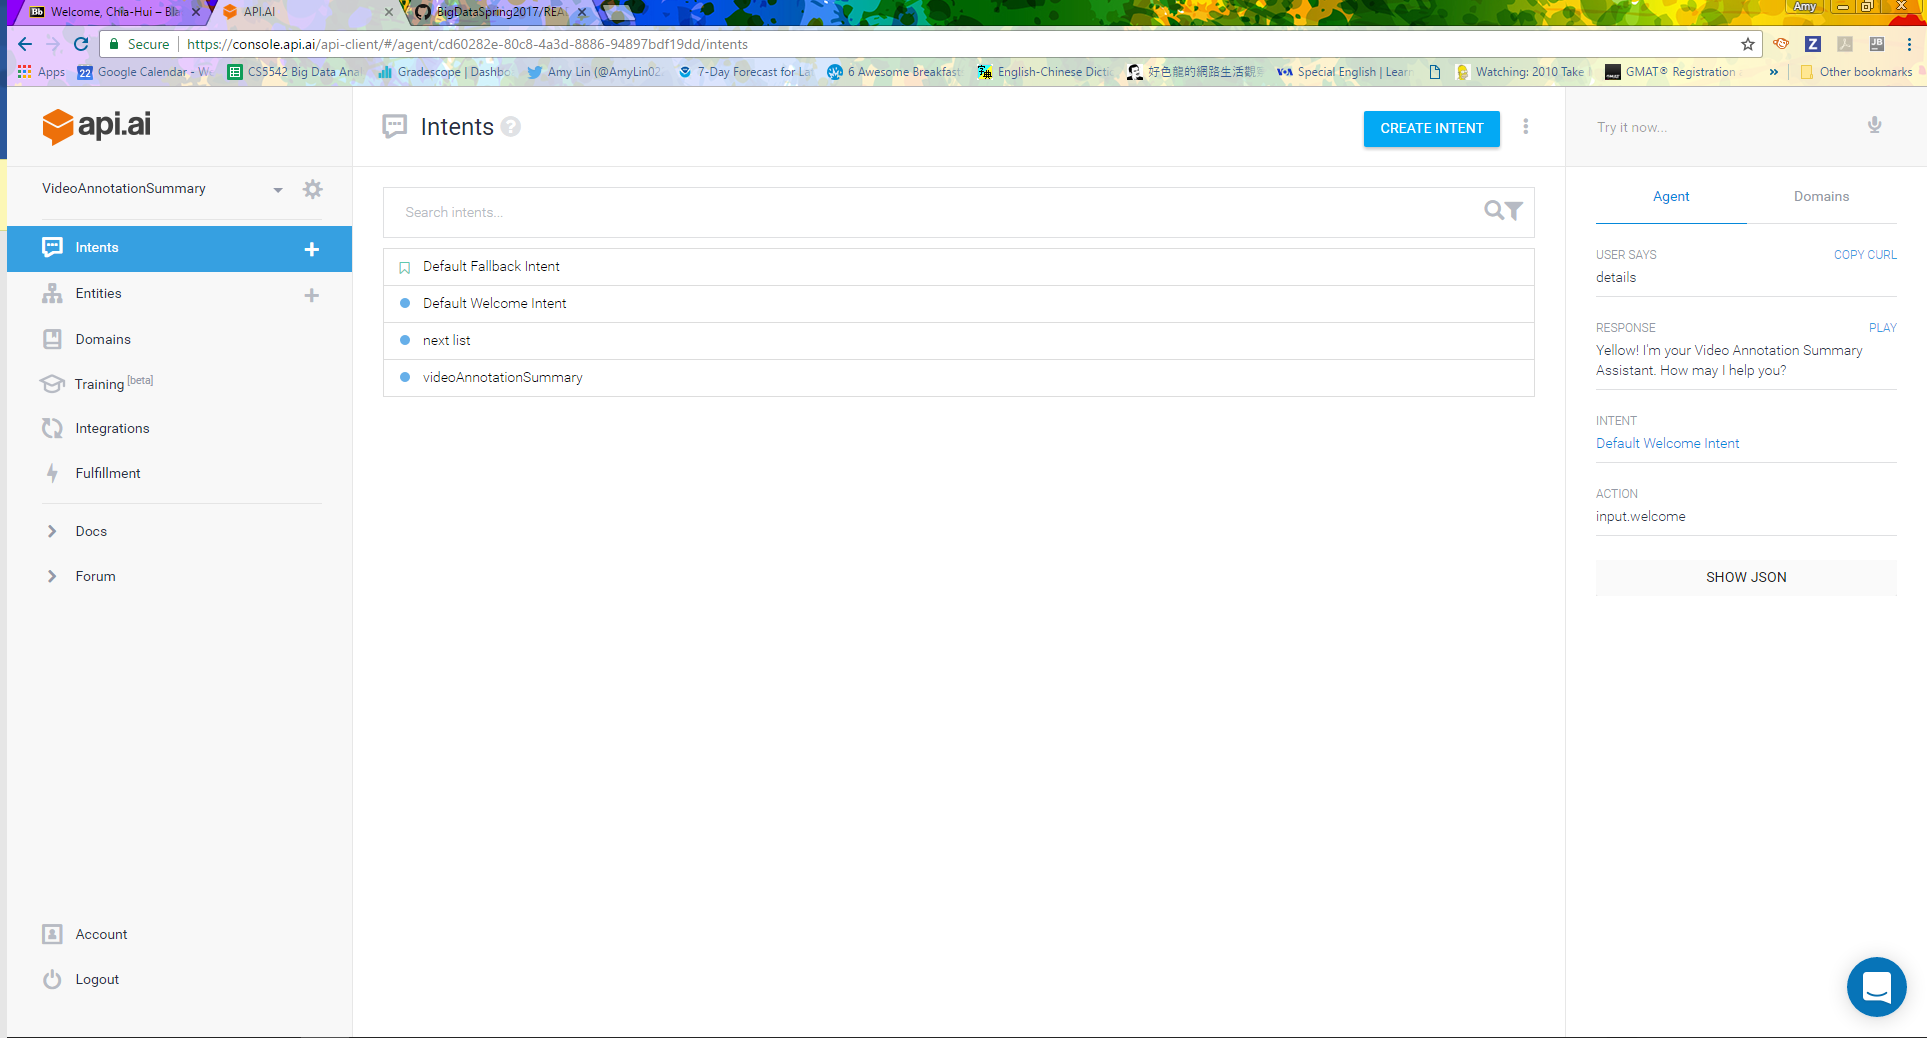 Welcome, Chia-Hui – Bla
API.AI
BigDataSpring2017/REA
Amy
Secure
https://console.api.ai/api-client/#/agent/cd60282e-80c8-4a3d-8886-94897bdf19dd/intents
Apps
Google Calendar - We
CS5542 Big Data Anal
Gradescope | Dashbo
Amy Lin (@AmyLin02
7-Day Forecast for La
6 Awesome Breakfast
English-Chinese Dicti
好色龍的網路生活觀
Special English | Learn
Watching: 2010 Take
GMAT® Registration
»
Other bookmarks
api.ai
Intents
CREATE INTENT
Try it now...
VideoAnnotationSummary
Intents
Entities
Domains
Training [beta]
Integrations
Fulfillment
Docs
Forum
Account
Logout
Search intents...
Default Fallback Intent
Default Welcome Intent
next list
videoAnnotationSummary
Agent
Domains
USER SAYS
COPY CURL
details
RESPONSE
PLAY
Yellow! I'm your Video Annotation Summary
Assistant. How may I help you?
INTENT
Default Welcome Intent
ACTION
input.welcome
SHOW JSON